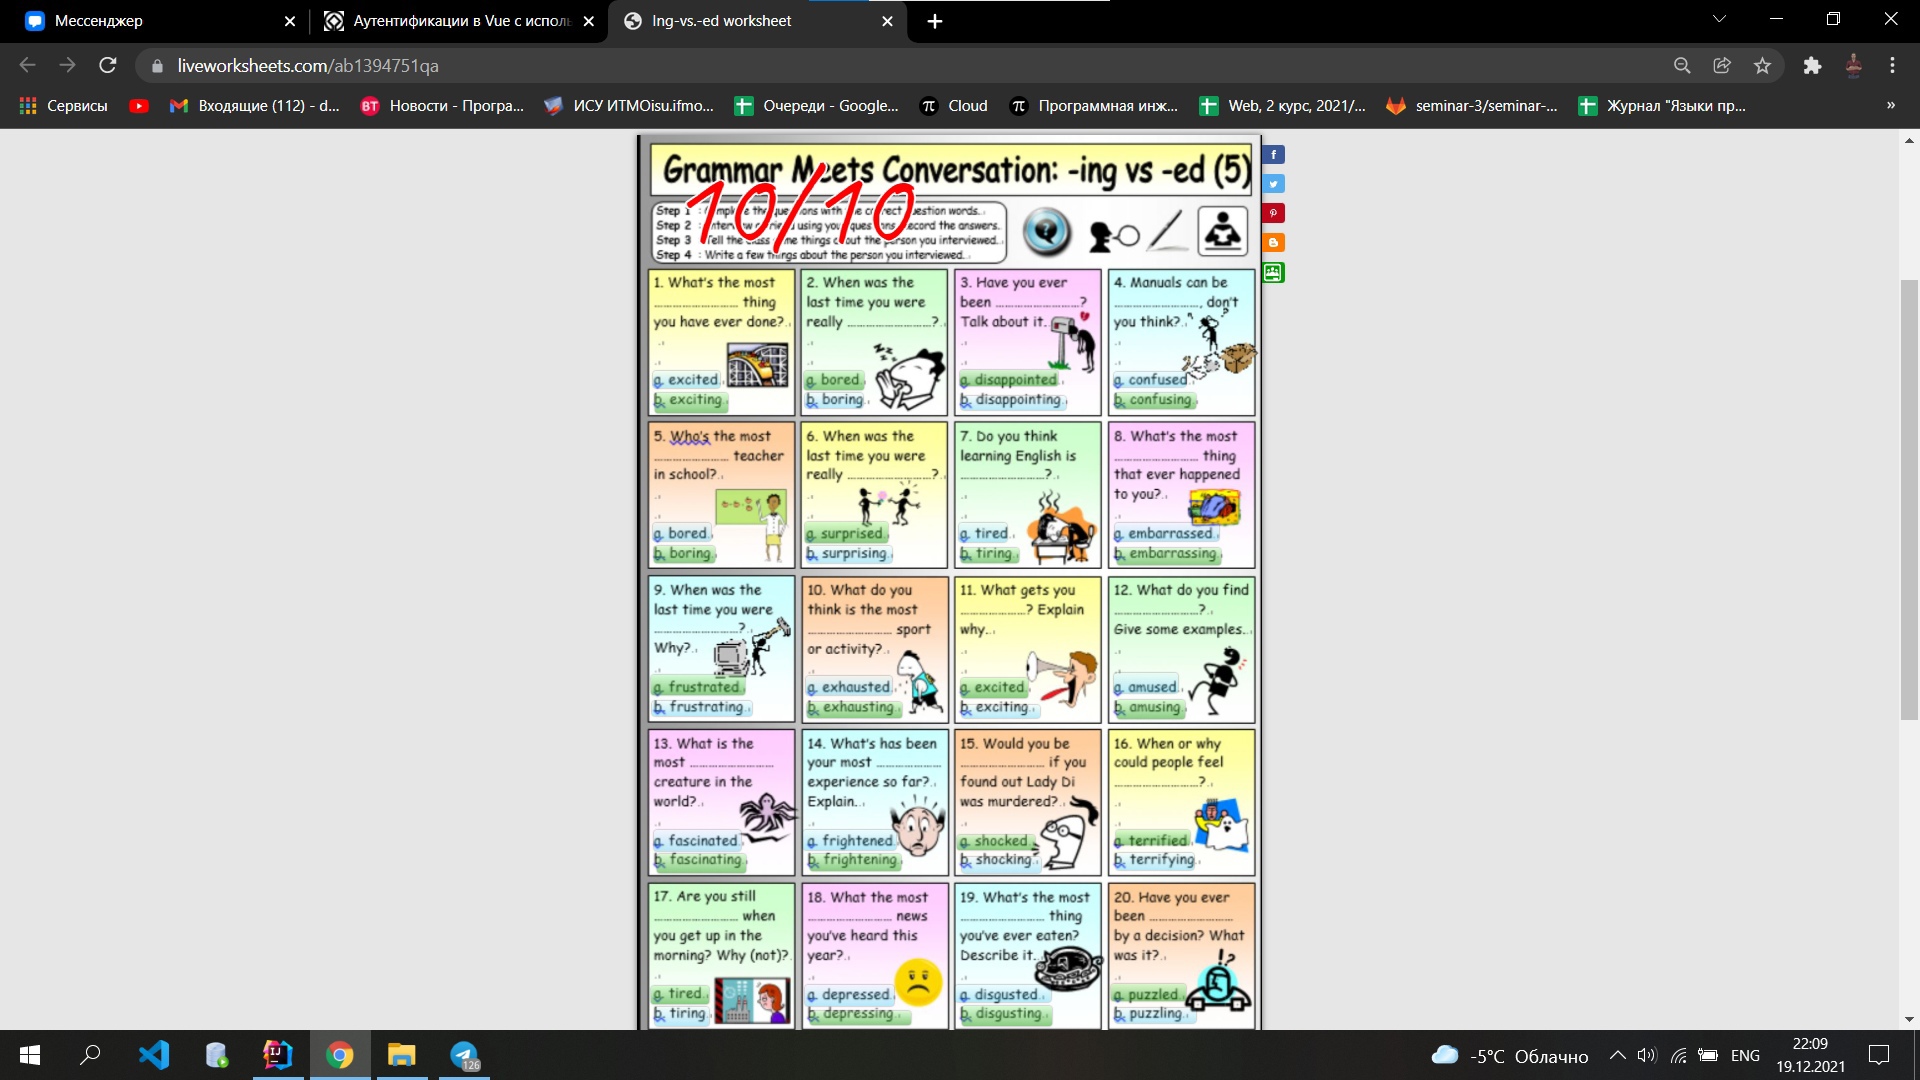 Мессенджер
Аутентификации в Vue с исполь
Ing-vs.-ed worksheet
liveworksheets.com/ab1394751qa
Сервисы
Входящие (112) - d...
Новости - Програ...
ИСУ ИТМОisu.ifmo...
Очереди - Google...
Cloud
Программная инж...
Web, 2 курс, 2021/...
seminar-3/seminar-...
Журнал "Языки пр...
»
Grammar Meets Conversation: -ing vs -ed (5)
10/10
Step 1 : Complete the questions with the correct question words.
Step 2 : Interview a friend using your questions. Record the answers.
Step 3 : Tell the class some things about the person you interviewed.
Step 4 : Write a few things about the person you interviewed.
1. What's the most
........................ thing
you have ever done?
a. excited
b. exciting
2. When was the
last time you were
really ........................?
a. bored
b. boring
3. Have you ever
been ........................?
Talk about it.
a. disappointed
b. disappointing
4. Manuals can be
........................, don't
you think?
a. confused
b. confusing
5. Who's the most
........................ teacher
in school?
a. bored
b. boring
6. When was the
last time you were
really ........................?
a. surprised
b. surprising
7. Do you think
learning English is
........................?
a. tired
b. tiring
8. What's the most
........................ thing
that ever happened
to you?
a. embarrassed
b. embarrassing
9. When was the
last time you were
........................?
Why?
a. frustrated
b. frustrating
10. What do you
think is the most
........................ sport
or activity?
a. exhausted
b. exhausting
11. What gets you
....................? Explain
why.
a. excited
b. exciting
12. What do you find
........................?
Give some examples.
a. amused
b. amusing
13. What is the
most ........................
creature in the
world?
a. fascinated
b. fascinating
14. What's has been
your most ....................
experience so far?
Explain.
a. frightened
b. frightening
15. Would you be
........................ if you
found out Lady Di
was murdered?
a. shocked
b. shocking
16. When or why
could people feel
........................?
a. terrified
b. terrifying
17. Are you still
........................ when
you get up in the
morning? Why (not)?
a. tired
b. tiring
18. What the most
........................ news
you've heard this
year?
a. depressed
b. depressing
19. What's the most
........................ thing
you've ever eaten?
Describe it.
a. disgusted
b. disgusting
20. Have you ever
been ........................
by a decision? What
was it?
a. puzzled
b. puzzling
-5°C Облачно
ENG
22:09
19.12.2021
126